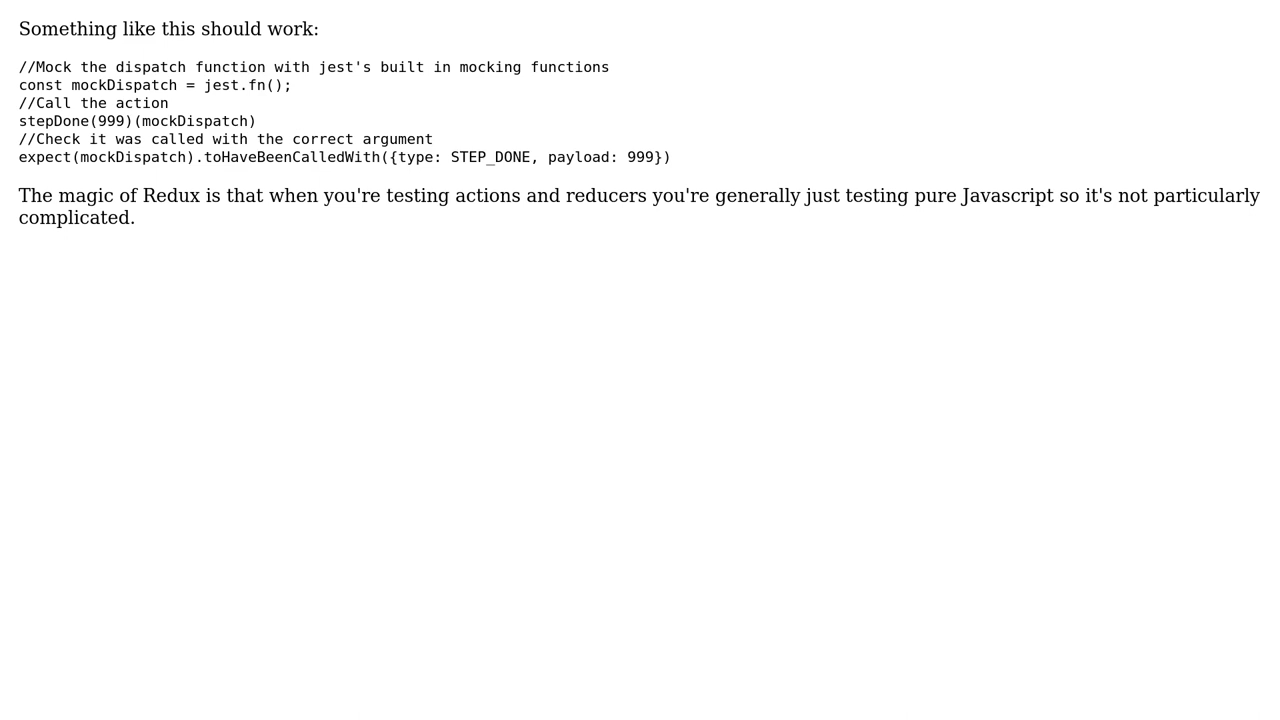 Something like this should work:
//Mock the dispatch function with jest's built in mocking functions
const mockDispatch = jest.fn();
//Call the action
stepDone(999)(mockDispatch)
//Check it was called with the correct argument
expect(mockDispatch).toHaveBeenCalledWith({type: STEP_DONE, payload: 999})
The magic of Redux is that when you're testing actions and reducers you're generally just testing pure Javascript so it's not particularly
complicated.